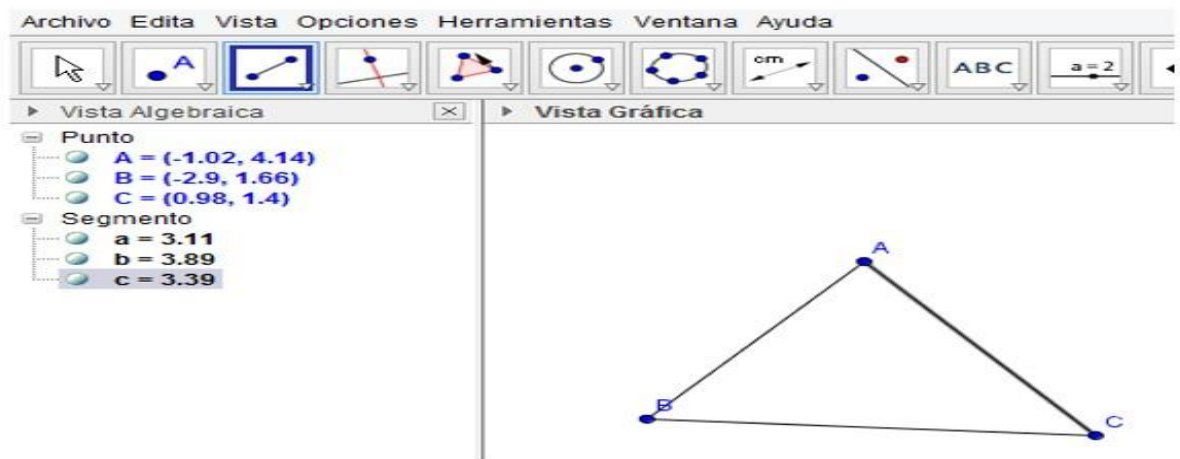 Archivo Edita Vista Opciones Herramientas Ventana Ayuda
A cm ABC a = 2
Vista Algebraica
Vista Gráfica
Punto
A = (-1.02, 4.14)
B = (-2.9, 1.66)
C = (0.98, 1.4)
Segmento
a = 3.11
b = 3.89
c = 3.39
A
B
C